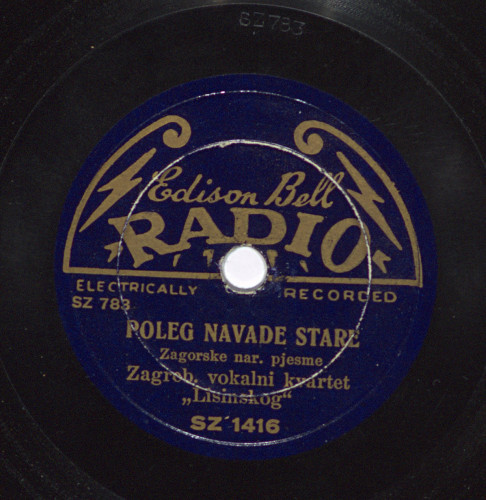 SZ 783
Edison Bell
RADIO
ELECTRICALLY RECORDED
SZ 783
POLEG NAVADE STARE
Zagorske nar. pjesme
Zagreb. vokalni kvartet
„Lisinskog“
SZ 1416